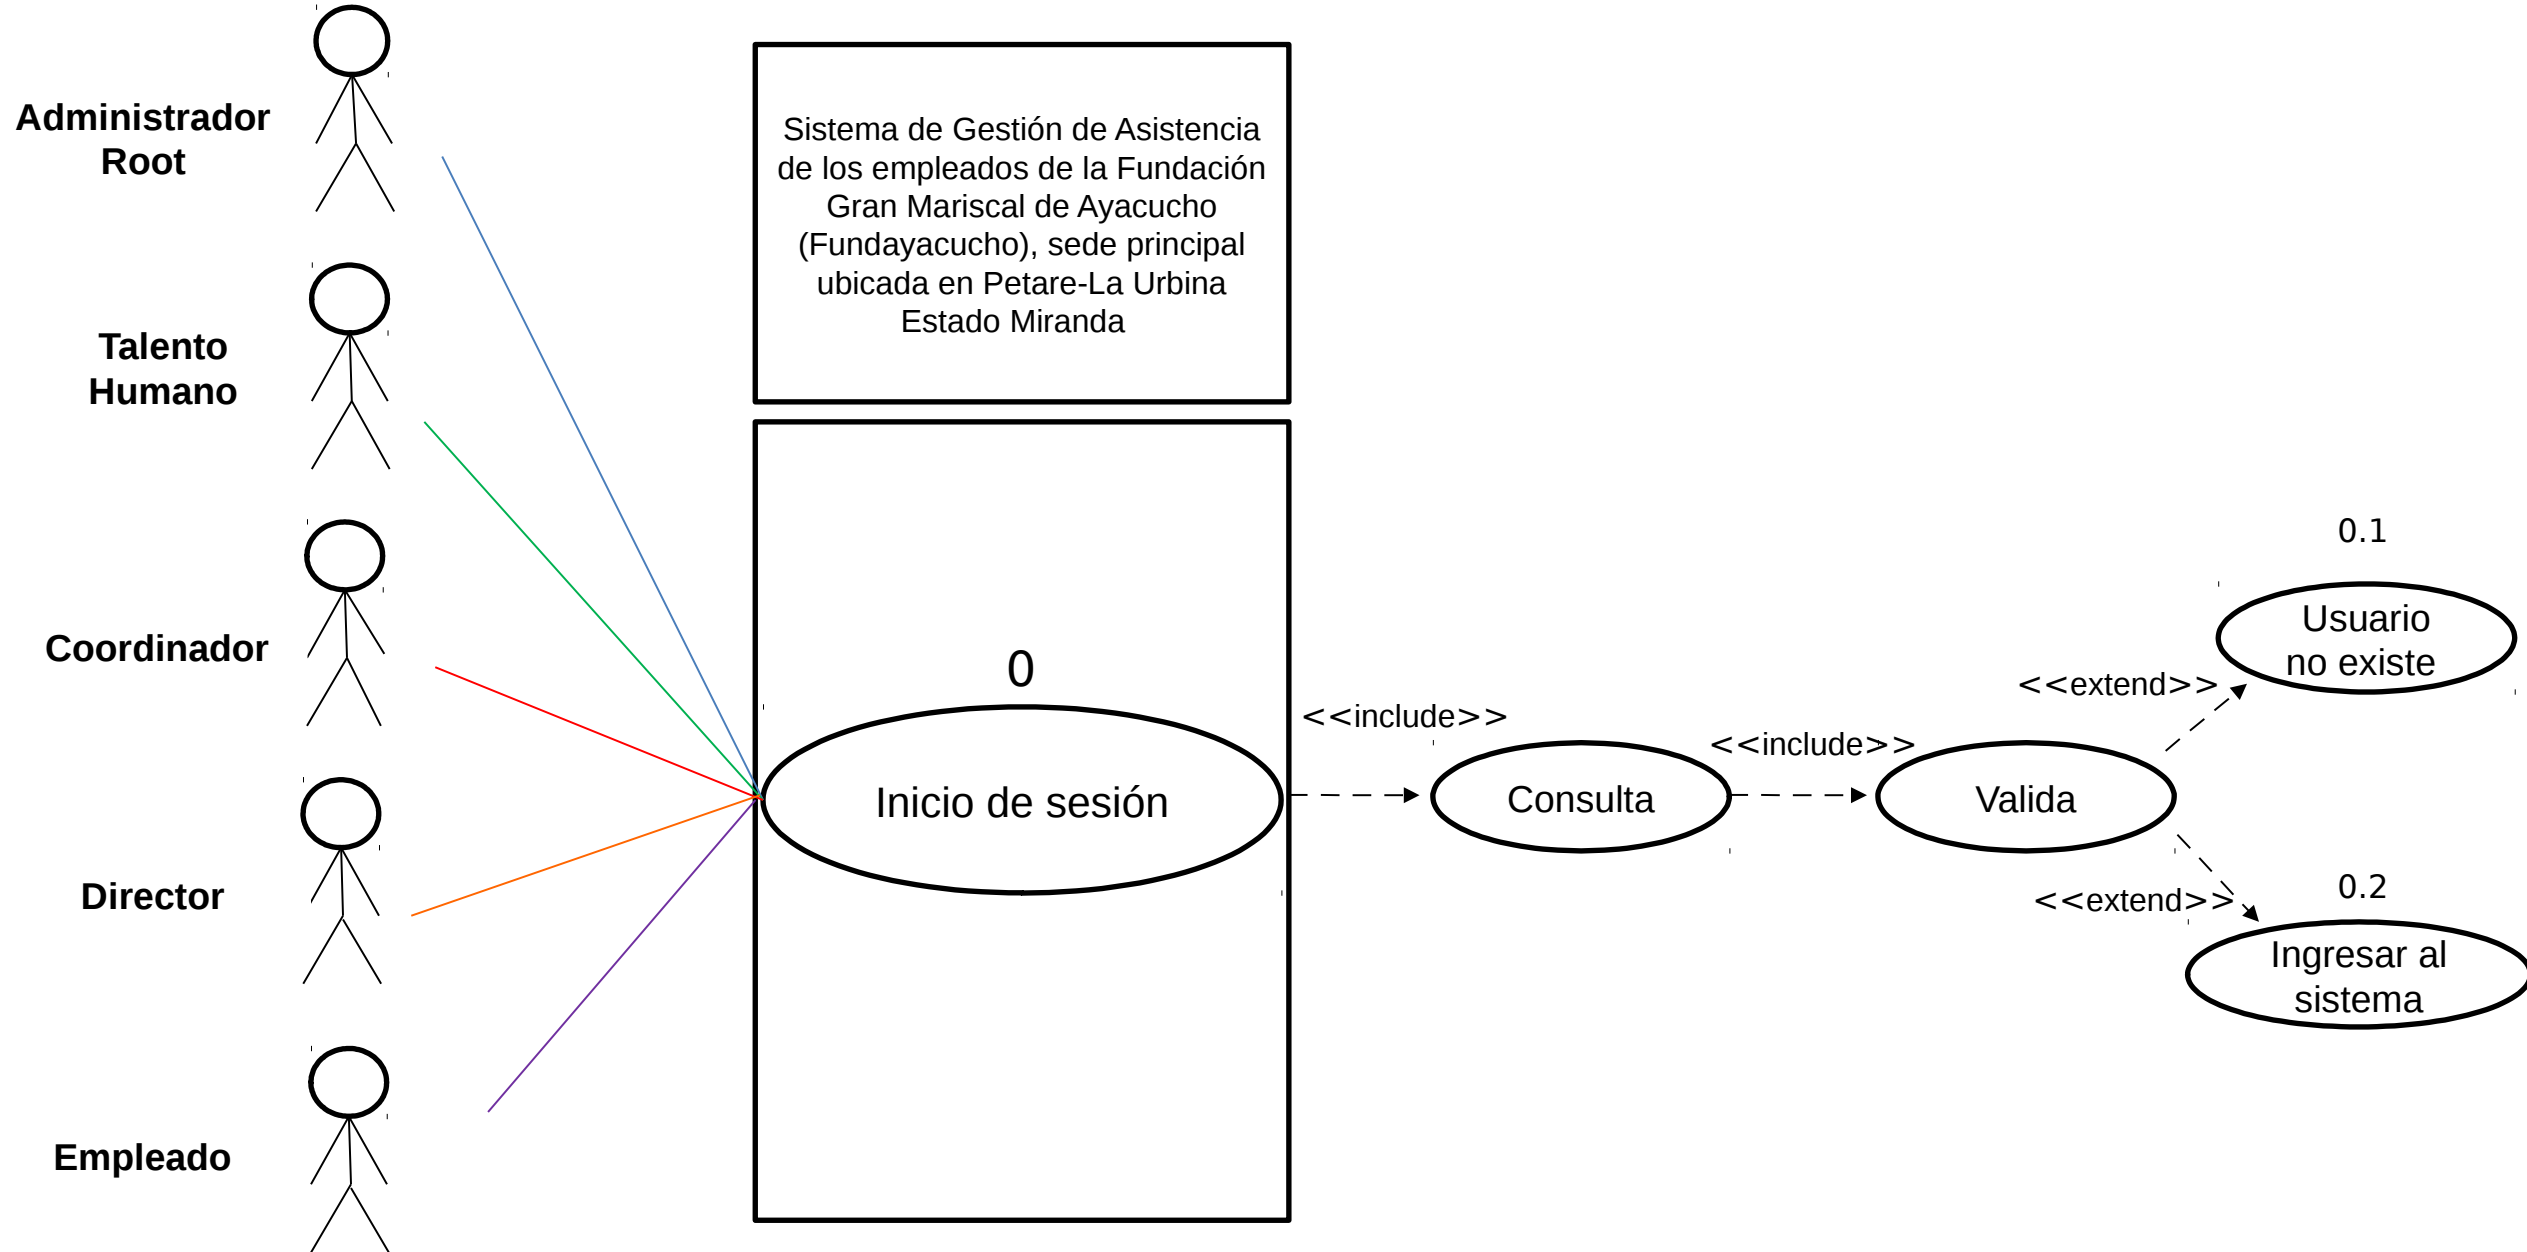 Administrador
Root
Talento
Humano
Coordinador
Director
Empleado
Sistema de Gestión de Asistencia
de los empleados de la Fundación
Gran Mariscal de Ayacucho
(Fundayacucho), sede principal
ubicada en Petare-La Urbina
Estado Miranda
0
Inicio de sesión
<<include>>
Consulta
<<include>>
Valida
<<extend>>
0.1
Usuario
no existe
<<extend>>
0.2
Ingresar al
sistema